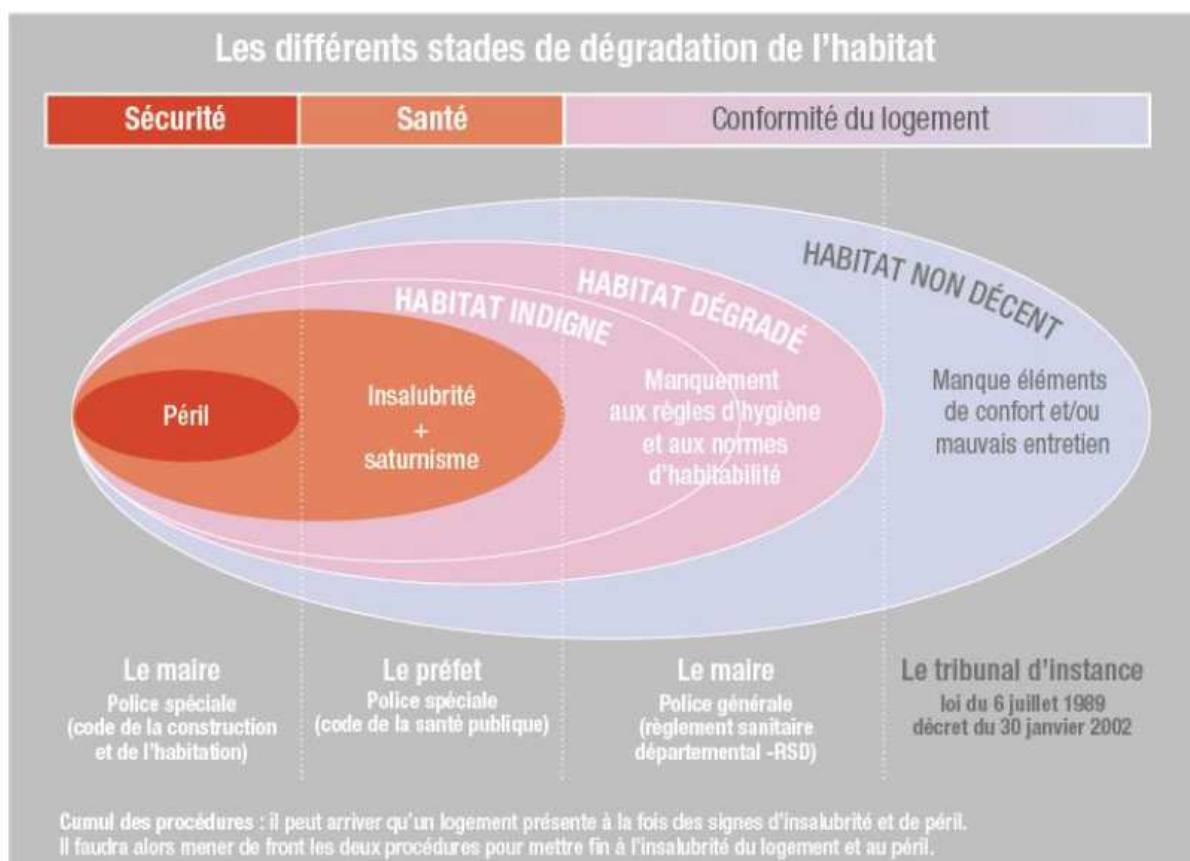 Les différents stades de dégradation de l'habitat
Sécurité
Santé
Conformité du logement
HABITAT NON DÉCENT
HABITAT DÉGRADÉ
HABITAT INDIGNE
Péril
Insalubrité
+
saturnisme
Manquement
aux règles d'hygiène
et aux normes
d'habitabilité
Manque éléments
de confort et/ou
mauvais entretien
Le maire
Police spéciale
(code de la construction
et de l'habitation)
Le préfet
Police spéciale
(code de la santé publique)
Le maire
Police générale
(règlement sanitaire
départemental -RSD)
Le tribunal d'instance
loi du 6 juillet 1989
décret du 30 janvier 2002
Cumul des procédures : il peut arriver qu'un logement présente à la fois des signes d'insalubrité et de péril.
Il faudra alors mener de front les deux procédures pour mettre fin à l'insalubrité du logement et au péril.